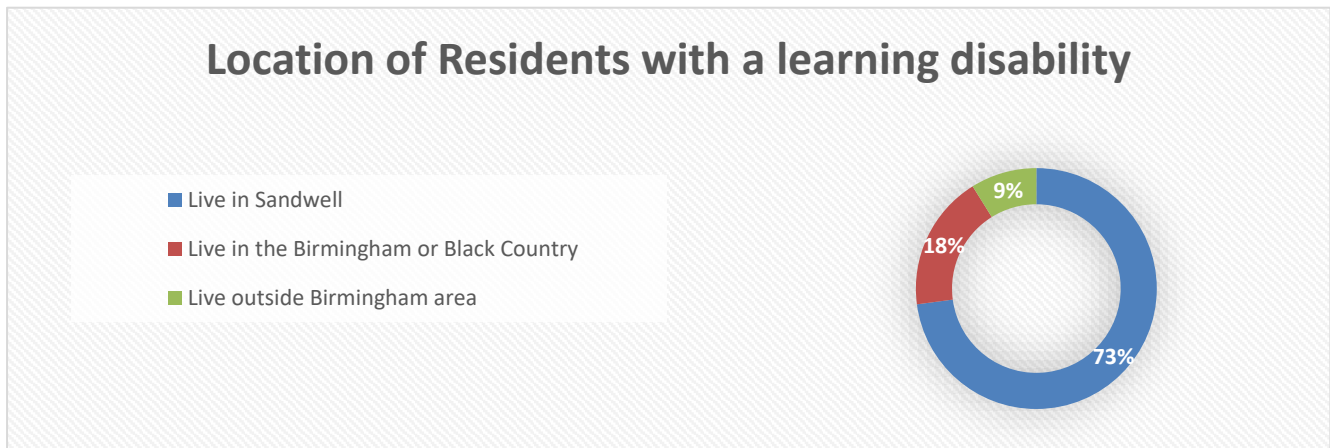 Location of Residents with a learning disability
Live in Sandwell
Live in the Birmingham or Black Country
Live outside Birmingham area
9%
18%
73%